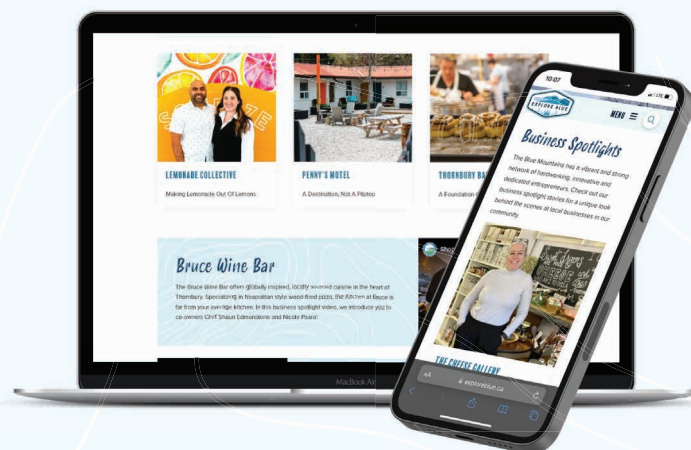 LEMONADE COLLECTIVE
Making Lemonade Out Of Lemons
PENNY'S MOTEL
A Destination, Not A Pitstop
THORNBURY BA
A Foundation
Bruce Wine Bar
The Bruce Wine Bar offers globally inspired, locally sourced cuisine in the heart of
Thornbury. Specializing in Neapolitan style wood-fired pizza, the kitchen at Bruce is
far from your average kitchen. In this business spotlight video, we introduce you to
co-owners Chef Shaun Edmonstone and Nicole
MacBook Air
10:07
LTE
EXPLORE BLUE
MENU
Business Spotlights
The Blue Mountains has a vibrant and strong
network of hardworking, innovative and
dedicated entrepreneurs. Check out our
business spotlight stories for a unique look
behind the scenes at local businesses in our
community.
THE CHEESE GALLERY
AA
exploreblue.ca